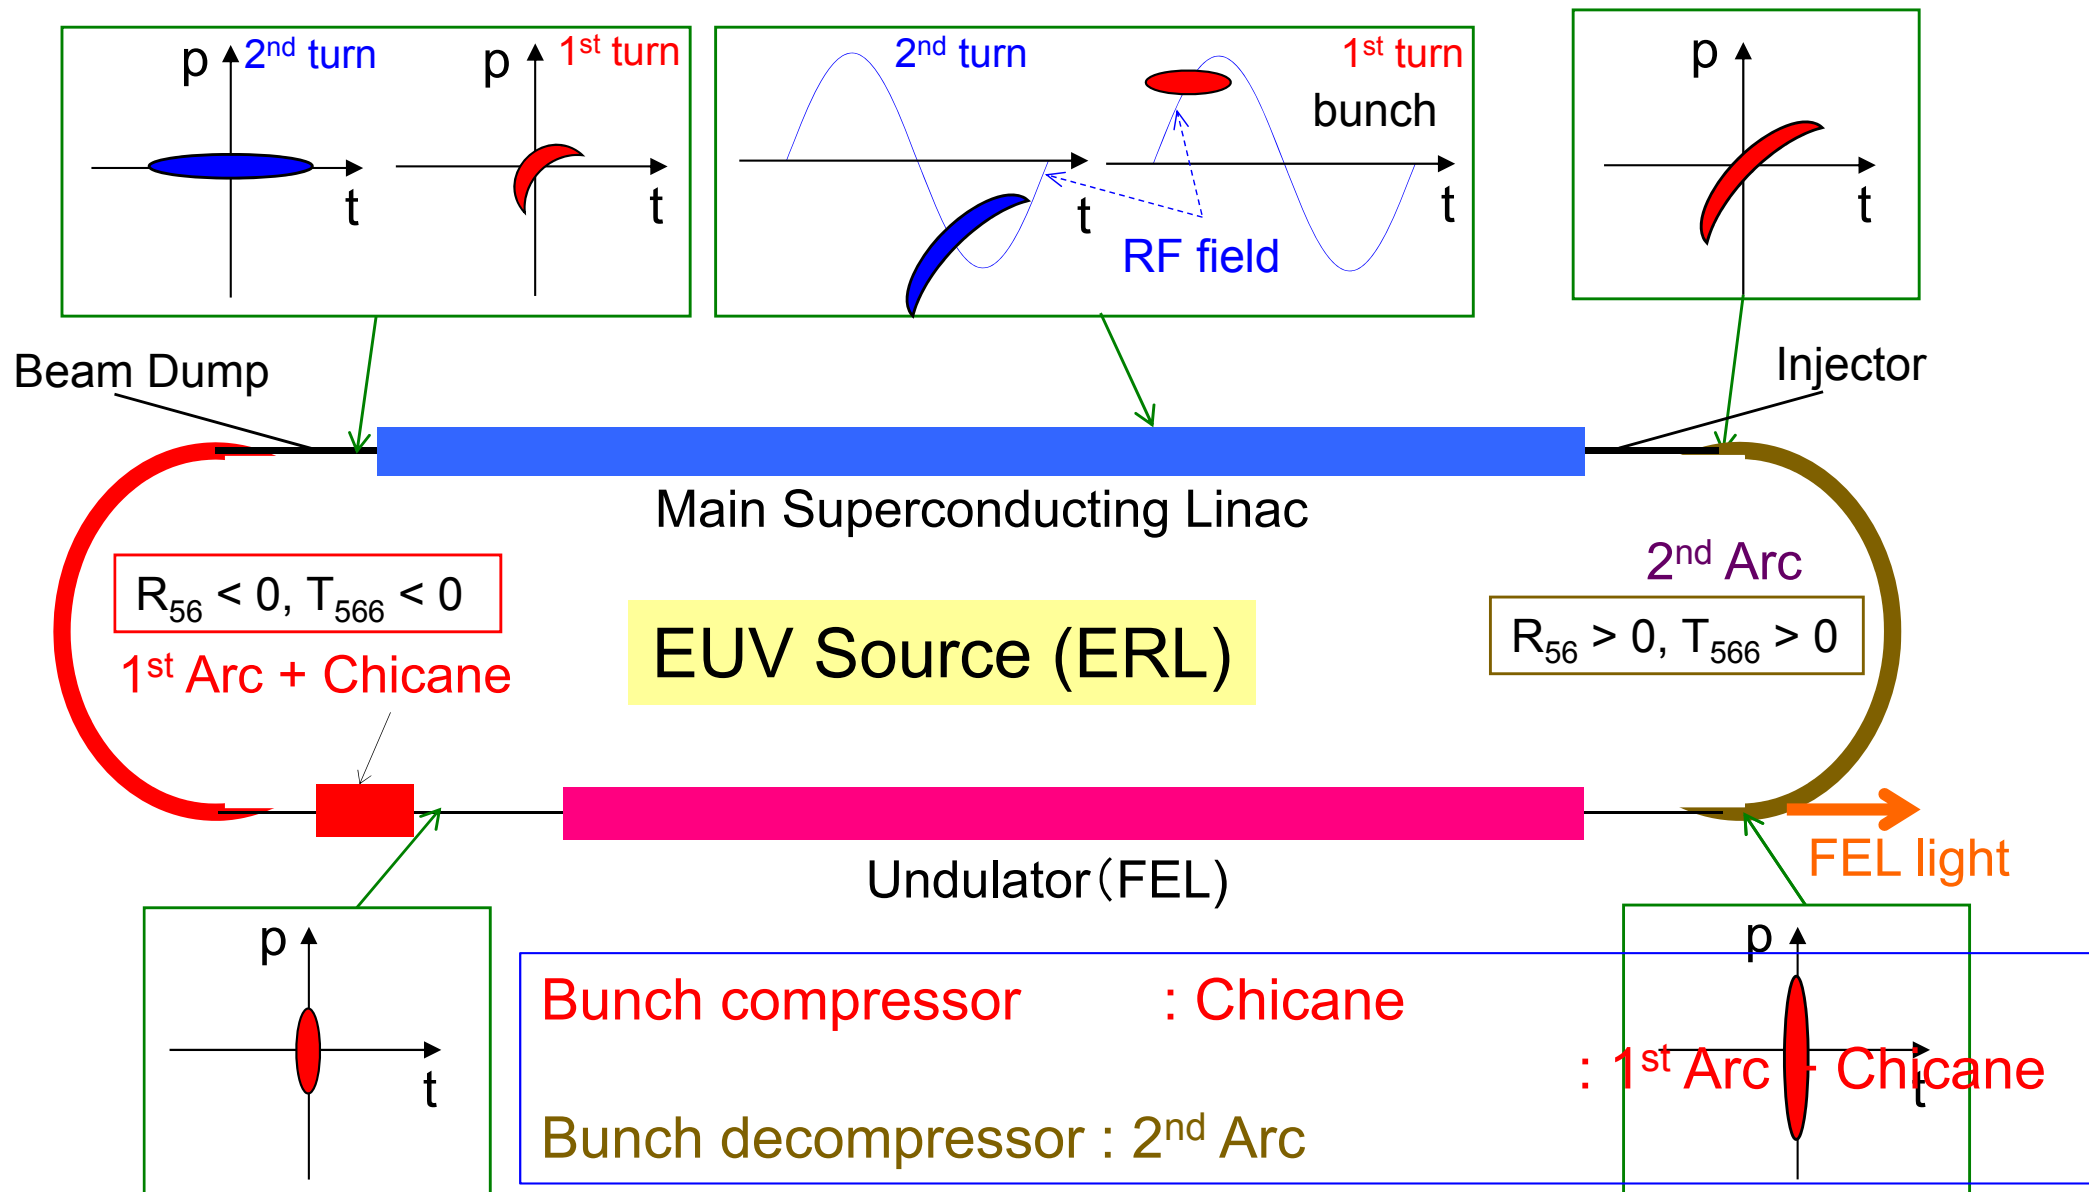 p 2nd turn
p 1st turn
t
t
2nd turn
1st turn
bunch
t
t
RF field
p
t
Beam Dump
Injector
Main Superconducting Linac
R56 < 0, T566 < 0
1st Arc + Chicane
EUV Source (ERL)
2nd Arc
R56 > 0, T566 > 0
Undulator（FEL)
FEL light
p
t
p
t
Bunch compressor : Chicane
: 1st Arc + Chicane
Bunch decompressor : 2nd Arc